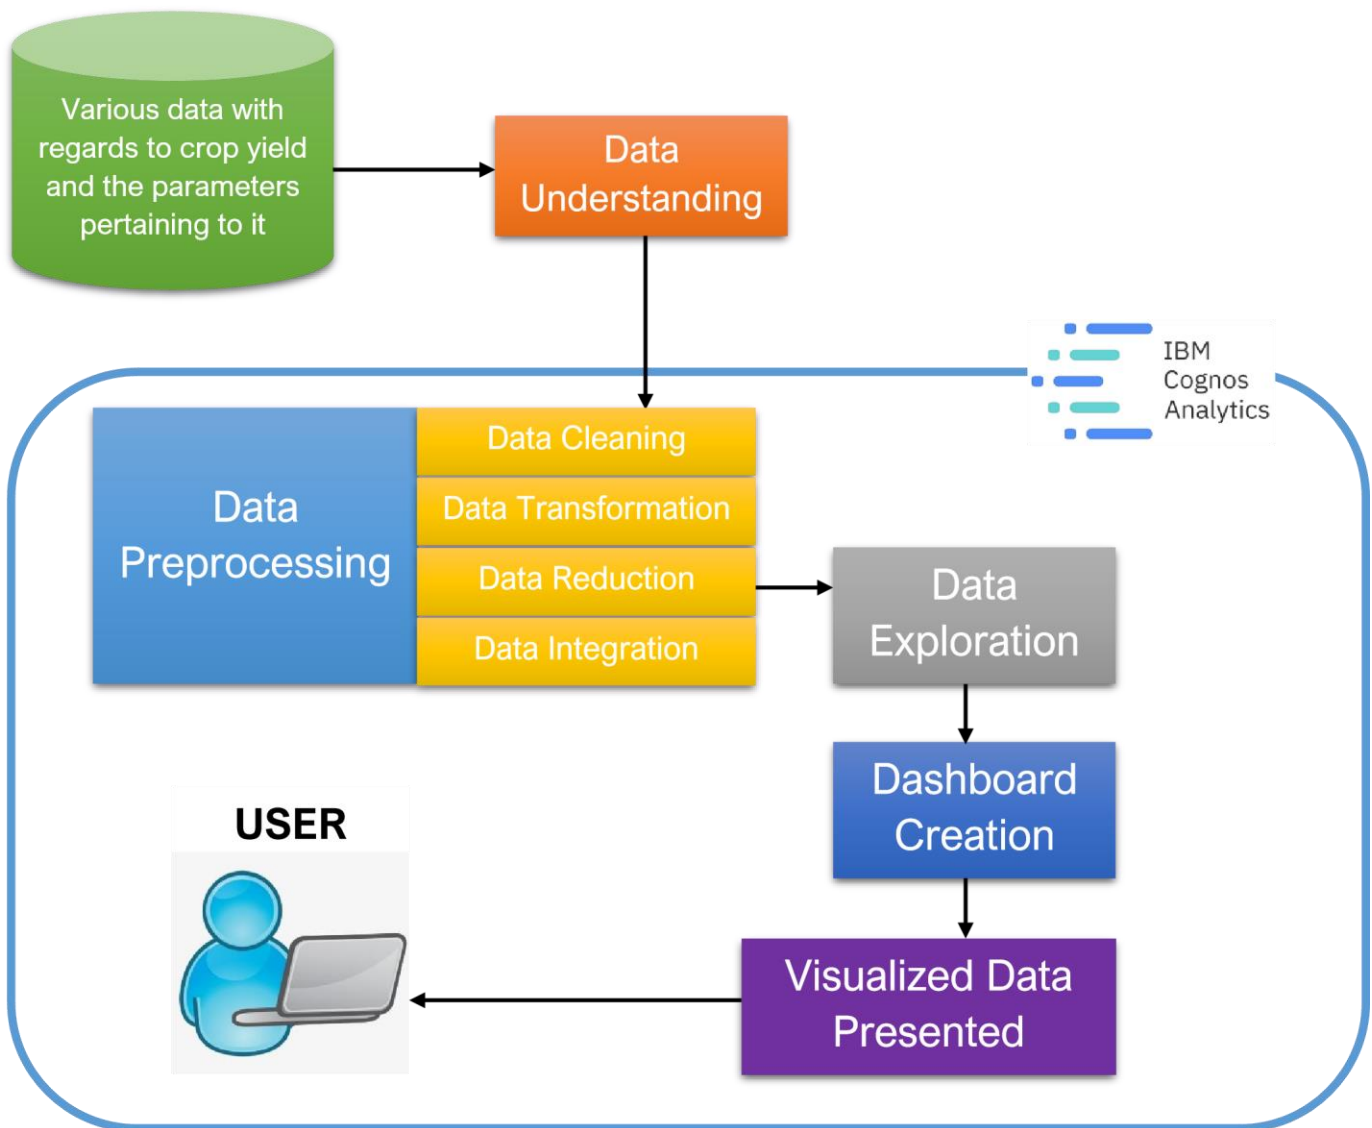 Various data with
regards to crop yield
and the parameters
pertaining to it
Data
Understanding
IBM
Cognos
Analytics
Data
Preprocessing
Data Cleaning
Data Transformation
Data Reduction
Data Integration
Data
Exploration
Dashboard
Creation
USER
Visualized Data
Presented